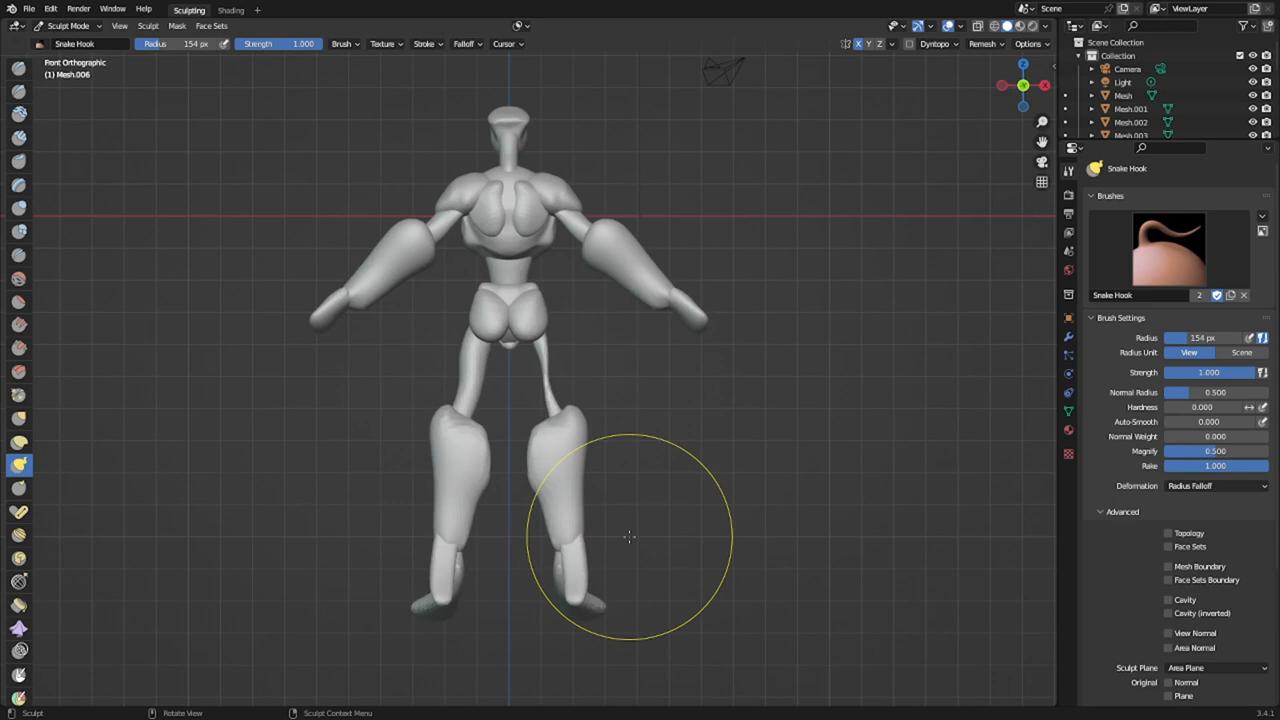 File Edit Render Window Help Sculpting Shading + Scene ViewLayer
Sculpt Mode View Sculpt Mask Face Sets
Snake Hook Radius 154 px Strength 1.000 Brush Texture Stroke Falloff Cursor X Y Z Dyntopo Remesh Options
Front Orthographic
(1) Mesh.006
Z
X
Y
Scene Collection
Collection
Camera
Light
Mesh
Mesh.001
Mesh.002
Mesh.003
Snake Hook
Brushes
Snake Hook 2
Brush Settings
Radius 154 px
Radius Unit View Scene
Strength 1.000
Normal Radius 0.500
Hardness 0.000
Auto-Smooth 0.000
Normal Weight 0.000
Magnify 0.500
Rake 1.000
Deformation Radius Falloff
Advanced
Topology
Face Sets
Mesh Boundary
Face Sets Boundary
Cavity
Cavity (inverted)
View Normal
Area Normal
Sculpt Plane Area Plane
Original Normal
Plane
Sculpt Rotate View Sculpt Context Menu 3.4.1